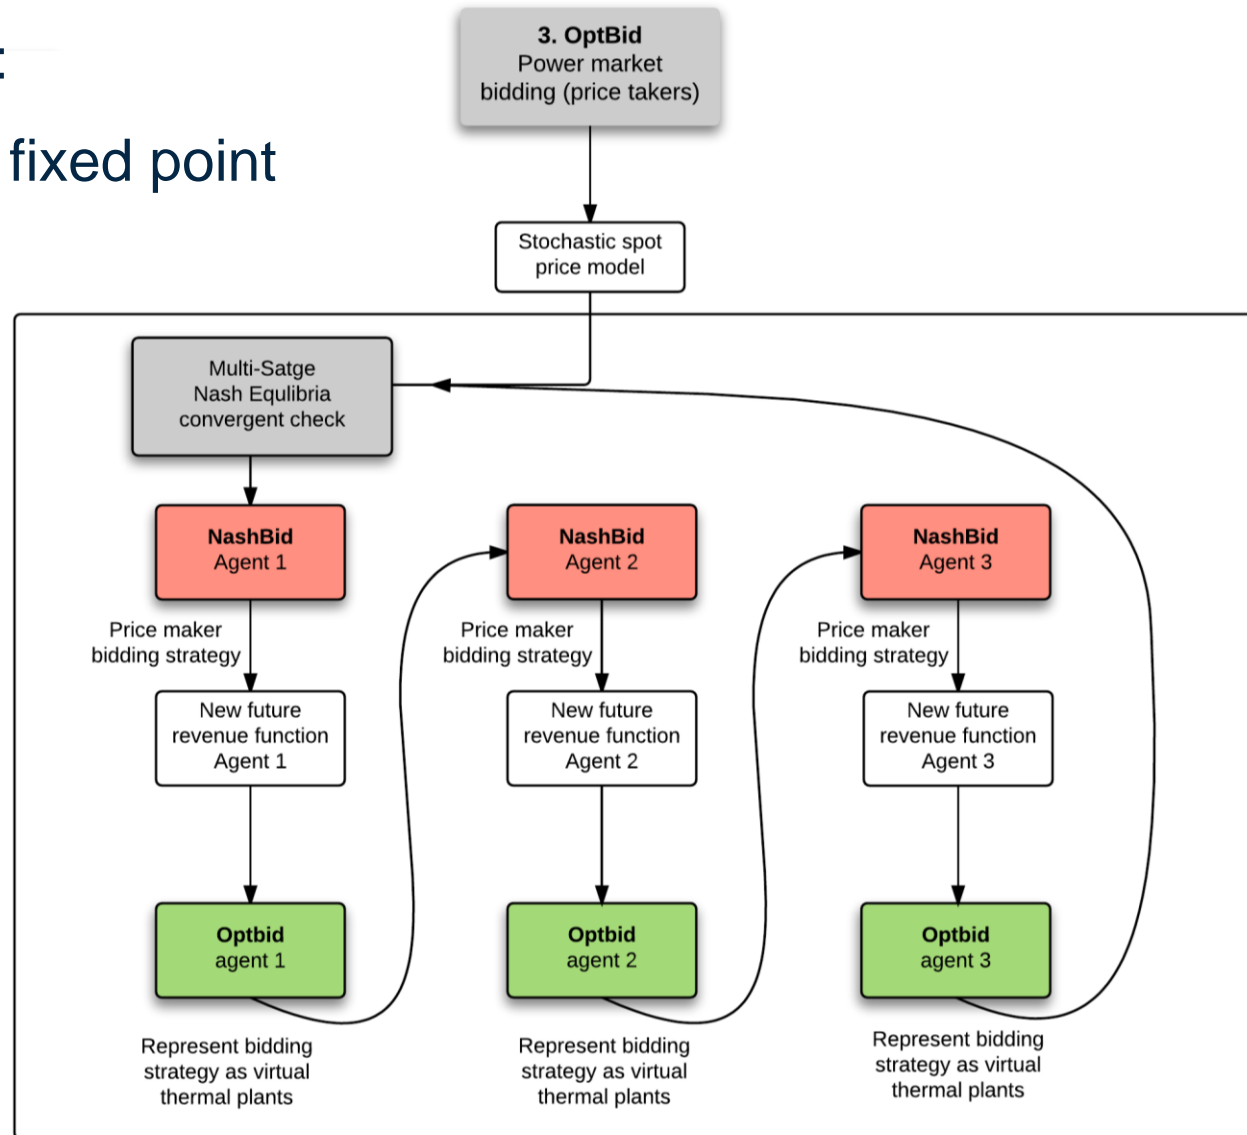 :
fixed point
3. OptBid
Power market
bidding (price takers)
Stochastic spot
price model
Multi-Satge
Nash Equlibria
convergent check
NashBid
Agent 1
NashBid
Agent 2
NashBid
Agent 3
Price maker
bidding strategy
Price maker
bidding strategy
Price maker
bidding strategy
New future
revenue function
Agent 1
New future
revenue function
Agent 2
New future
revenue function
Agent 3
Optbid
agent 1
Optbid
agent 2
Optbid
agent 3
Represent bidding
strategy as virtual
thermal plants
Represent bidding
strategy as virtual
thermal plants
Represent bidding
strategy as virtual
thermal plants